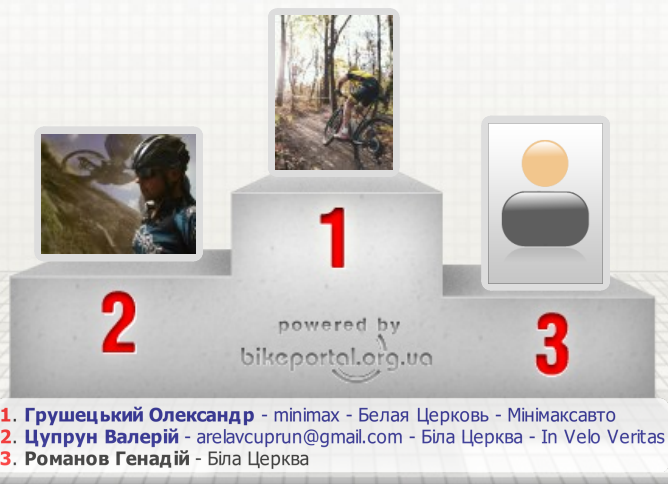 1
2
3
powered by
bikeportal.org.ua
1. Грушецький Олександр - minimax - Белая Церковь - Мінімаксавто
2. Цупрун Валерій - arelavcuprun@gmail.com - Біла Церква - In Velo Veritas
3. Романов Генадій - Біла Церква